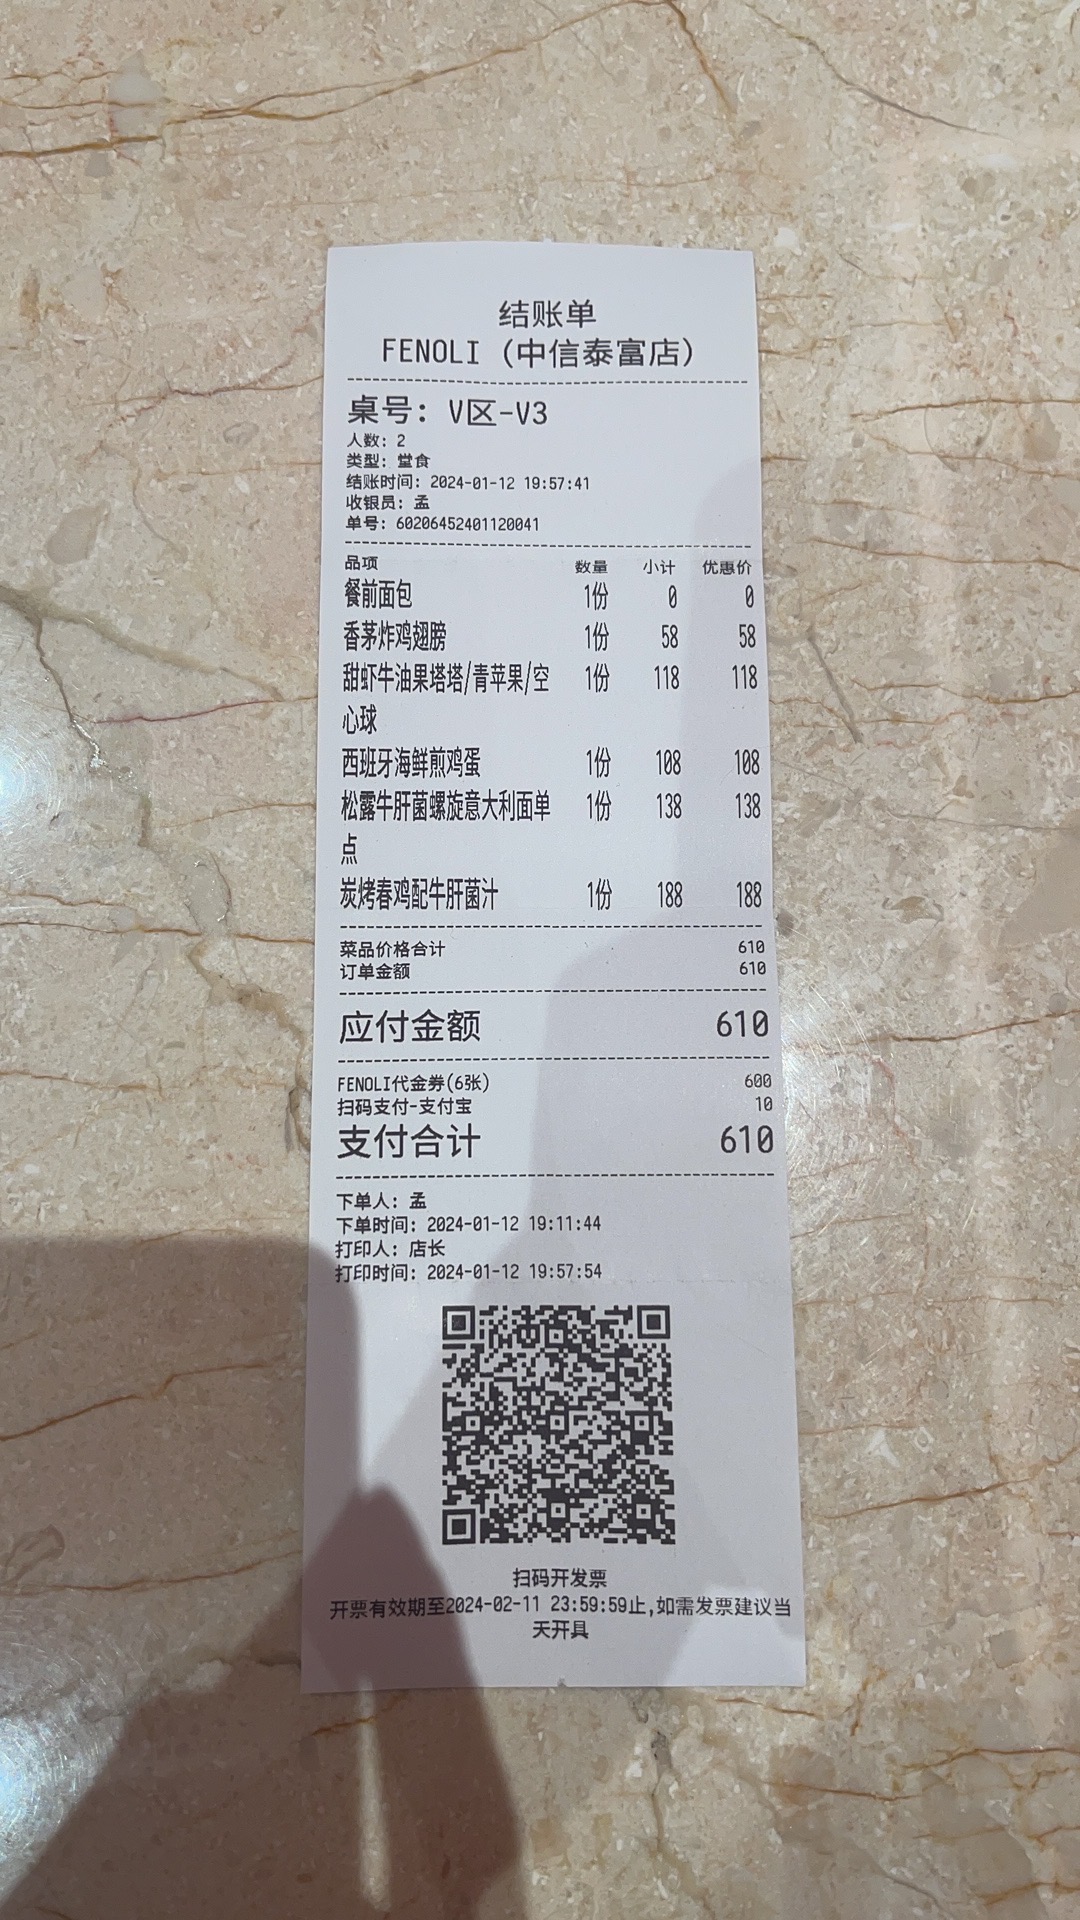 结账单
FENOLI (中信泰富店)
桌号: V区-V3
人数: 2
类型: 堂食
结账时间: 2024-01-12 19:57:41
收银员: 孟
单号: 60206452401120041
品项 数量 小计 优惠价
餐前面包 1份 0 0
香茅炸鸡翅膀 1份 58 58
甜虾牛油果塔塔/青苹果/空 1份 118 118
心球
西班牙海鲜煎鸡蛋 1份 108 108
松露牛肝菌螺旋意大利面单 1份 138 138
点
炭烤春鸡配牛肝菌汁 1份 188 188
菜品价格合计 610
订单金额 610
应付金额 610
FENOLI代金券(6张) 600
扫码支付-支付宝 10
支付合计 610
下单人: 孟
下单时间: 2024-01-12 19:11:44
打印人: 店长
打印时间: 2024-01-12 19:57:54
扫码开发票
开票有效期至2024-02-11 23:59:59止,如需发票建议当
天开具